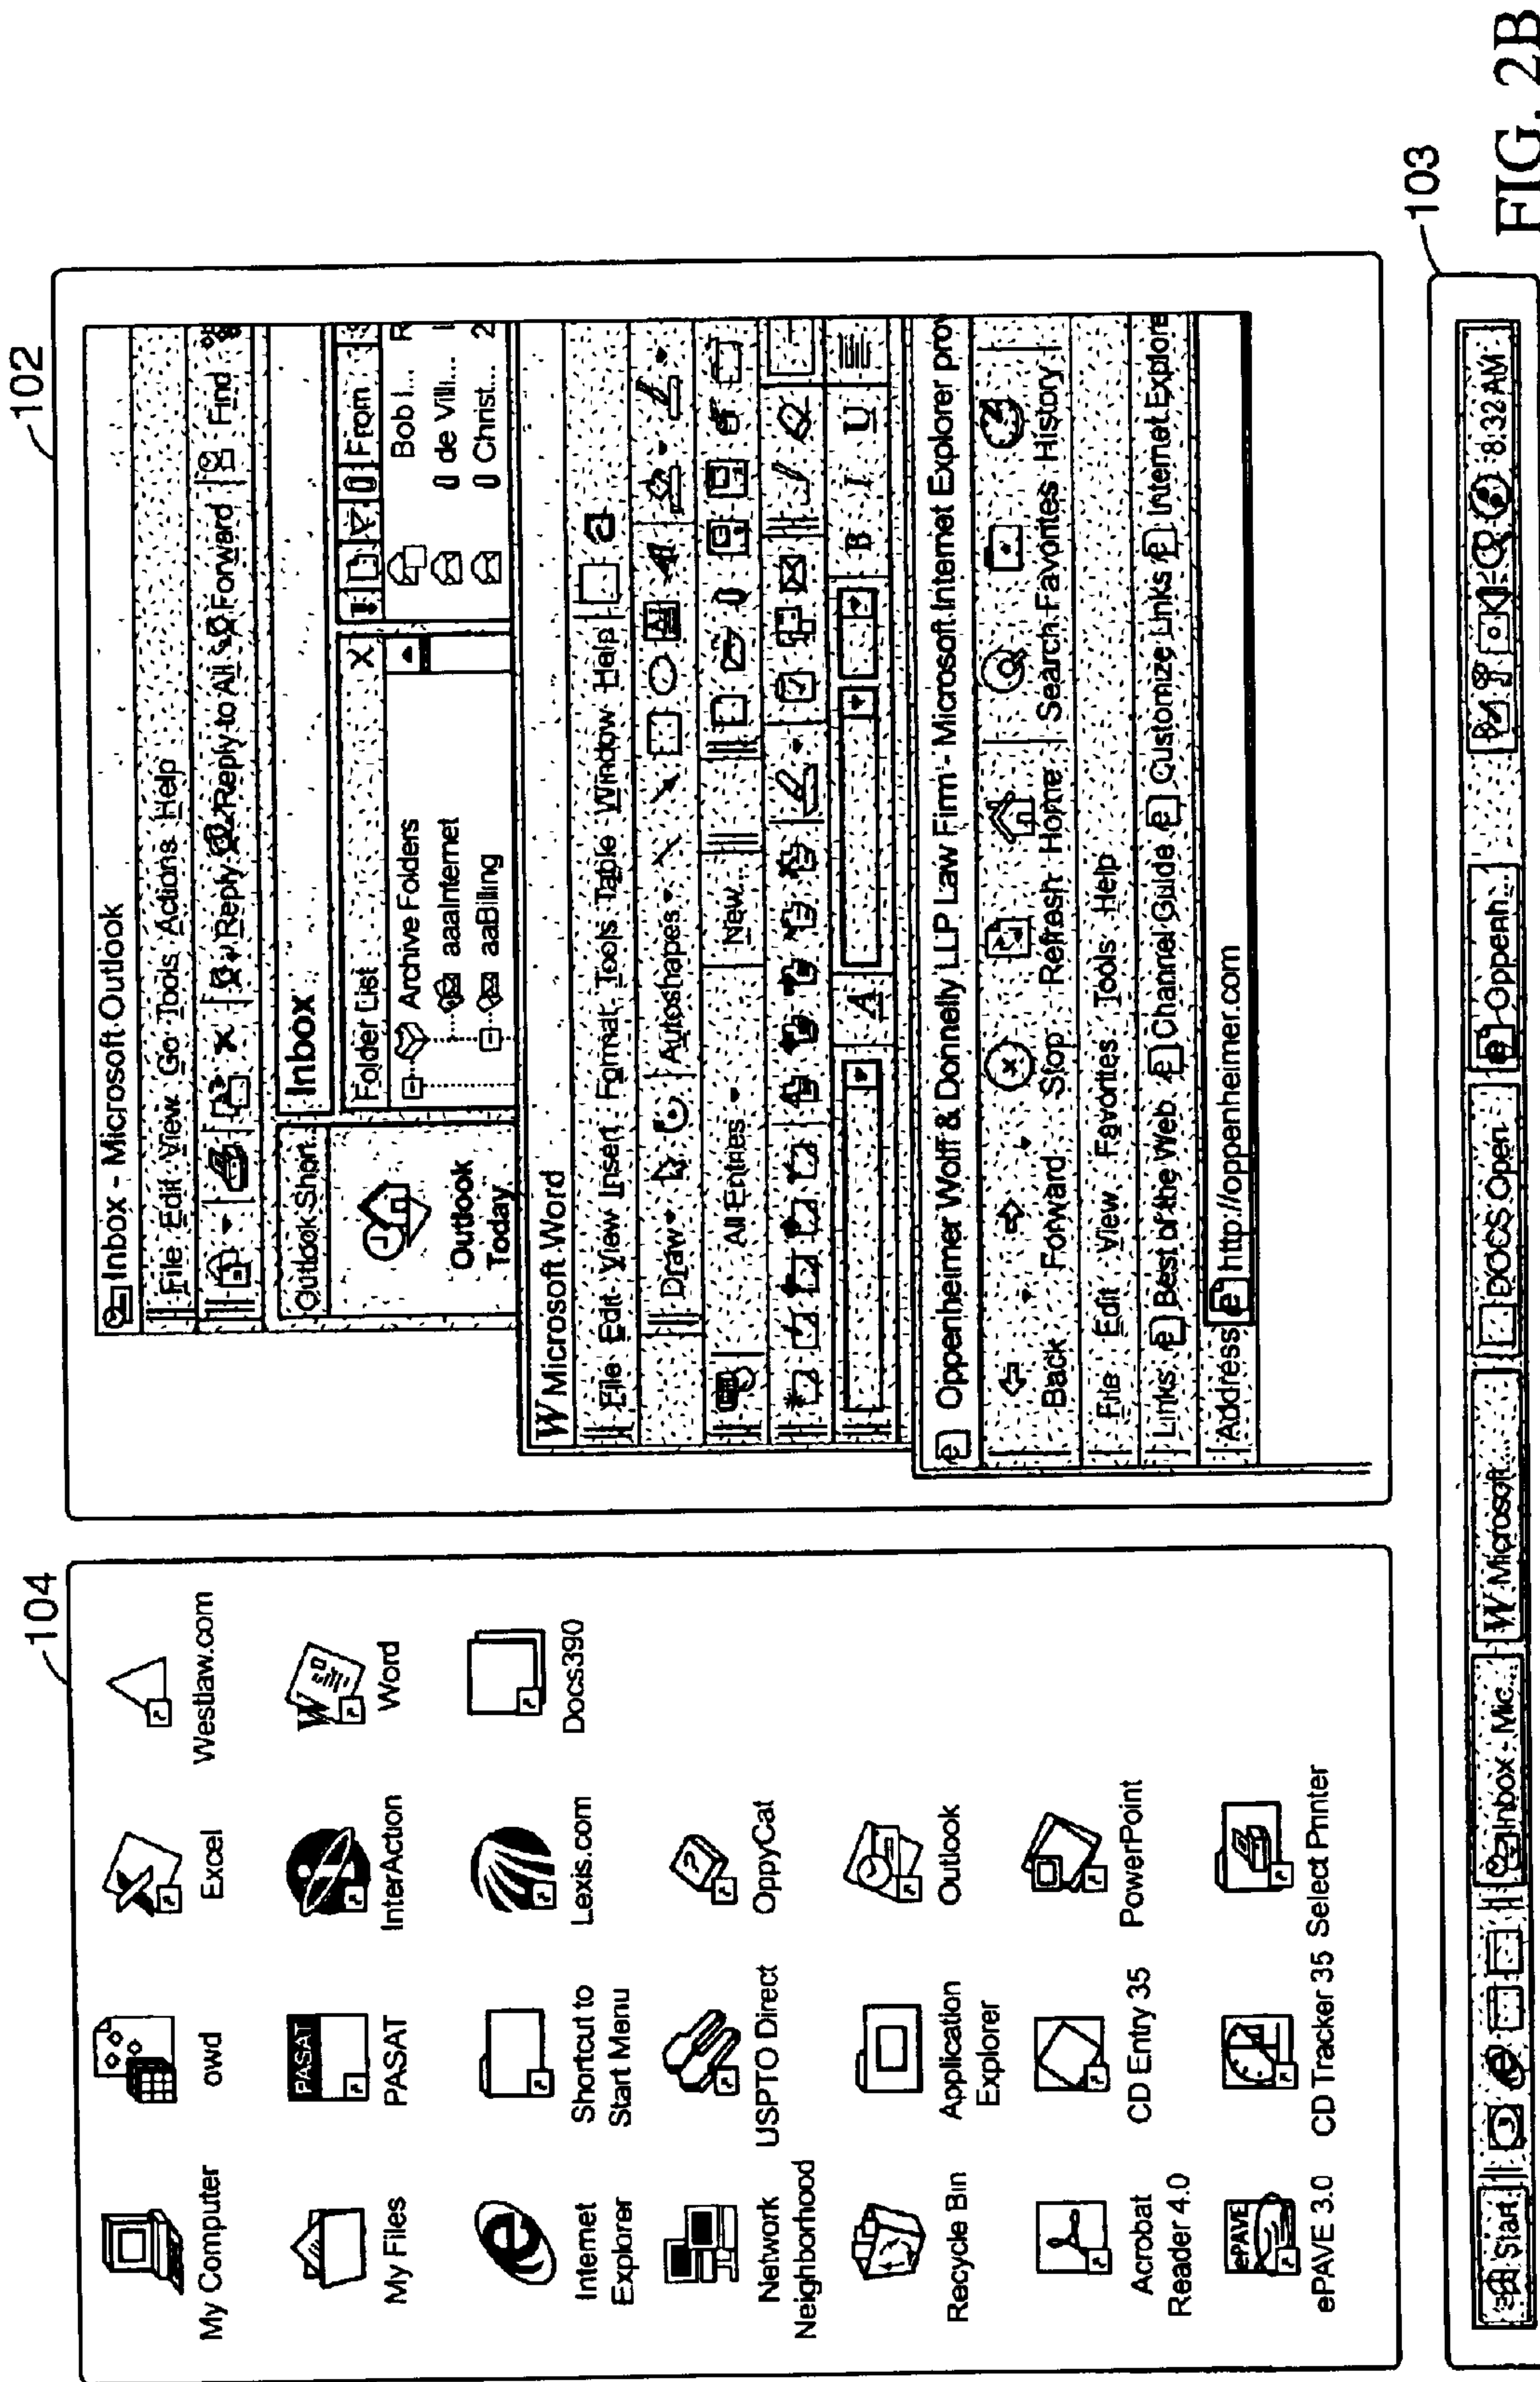 104
My Computer
owd
Excel
Westlaw.com
My Files
PASAT
PASAT
InterAction
W
Word
Internet
Explorer
Shortcut to
Start Menu
Lexis.com
Docs390
Network
Neighborhood
USPTO Direct
OppyCat
Recycle Bin
Application
Explorer
Outlook
Acrobat
Reader 4.0
CD Entry 35
PowerPoint
ePAVE
ePAVE 3.0
CD Tracker 35
Select Printer
102
Inbox - Microsoft Outlook
File Edit View Go Tools Actions Help
Reply Reply to All Forward Find
Outlook Short...
Inbox
Outlook
Today
Folder List X
Archive Folders
aaaInternet
aaBilling
From
Bob I... R
de Villi...
Christ... 2
W Microsoft Word
File Edit View Insert Format Tools Table Window Help
Draw Autoshapes
All Entries New...
A B I U
Oppenheimer Wolff & Donnelly LLP Law Firm - Microsoft Internet Explorer prov
Back Forward Stop Refresh Home Search Favorites History
File Edit View Favorites Tools Help
Links Best of the Web Channel Guide Customize Links Internet Explore
Address http://oppenheimer.com
103
Start Inbox - Mic... W Microsoft... DOCS Open Oppenh... 8:32 AM
FIG. 2B